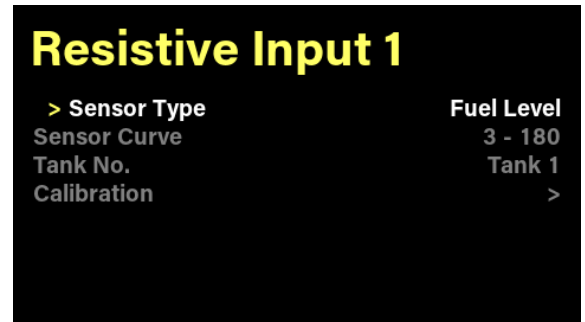 Resistive Input 1
> Sensor Type Fuel Level
Sensor Curve 3 - 180
Tank No. Tank 1
Calibration >